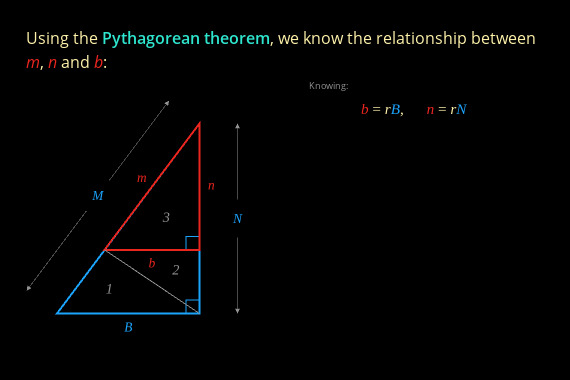 Using the Pythagorean theorem, we know the relationship between
m, n and b:
Knowing:
b = rB, n = rN
m
n
M
N
3
b
2
1
B